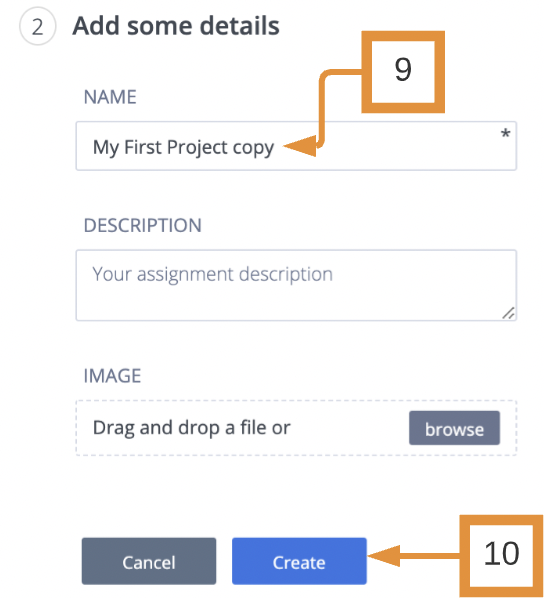 2 Add some details
9
NAME
My First Project copy *
DESCRIPTION
Your assignment description
IMAGE
Drag and drop a file or browse
Cancel Create 10